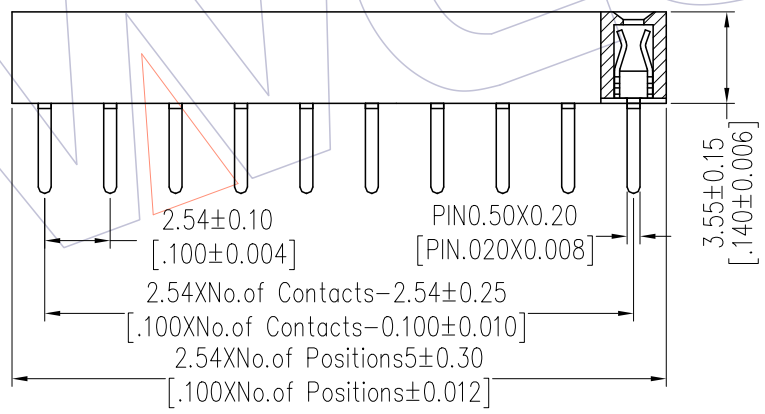 2.54±0.10
[.100±0.004]
PIN0.50X0.20
[PIN.020X0.008]
3.55±0.15
[.140±0.006]
2.54XNo.of Contacts-2.54±0.25
[.100XNo.of Contacts-0.100±0.010]
2.54XNo.of Positions5±0.30
[.100XNo.of Positions±0.012]